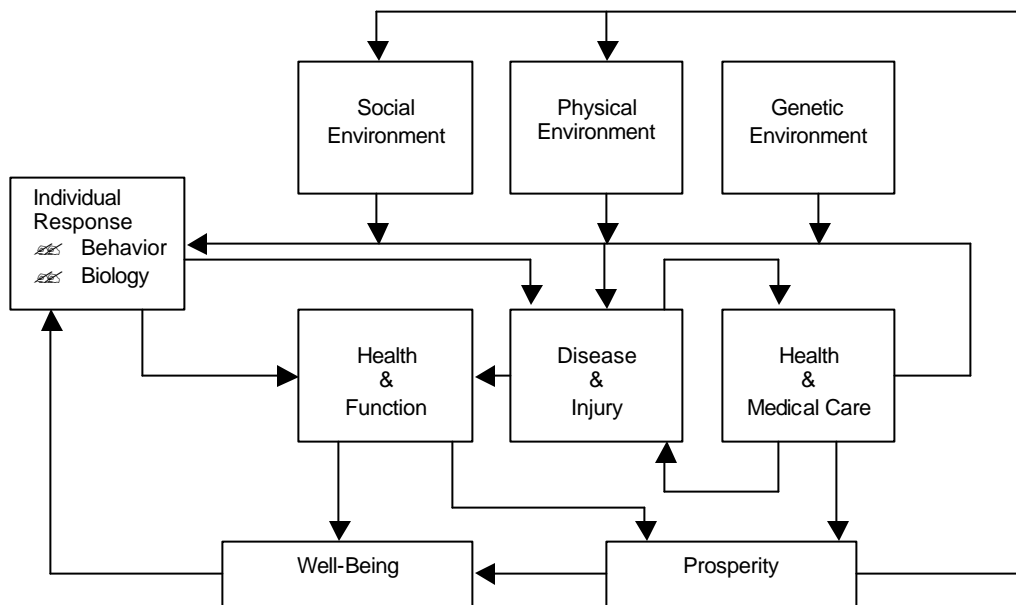 Social
Environment
Physical
Environment
Genetic
Environment
Individual
Response
Behavior
Biology
Health
&
Function
Disease
&
Injury
Health
&
Medical Care
Well-Being
Prosperity